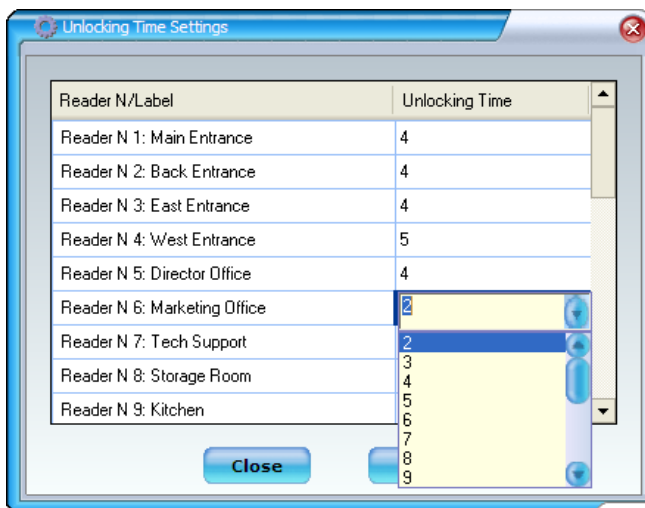 Unlocking Time Settings
Reader N/Label Unlocking Time
Reader N 1: Main Entrance 4
Reader N 2: Back Entrance 4
Reader N 3: East Entrance 4
Reader N 4: West Entrance 5
Reader N 5: Director Office 4
Reader N 6: Marketing Office 2
Reader N 7: Tech Support 2
3
Reader N 8: Storage Room 4
5
Reader N 9: Kitchen 6
7
Close 8
9